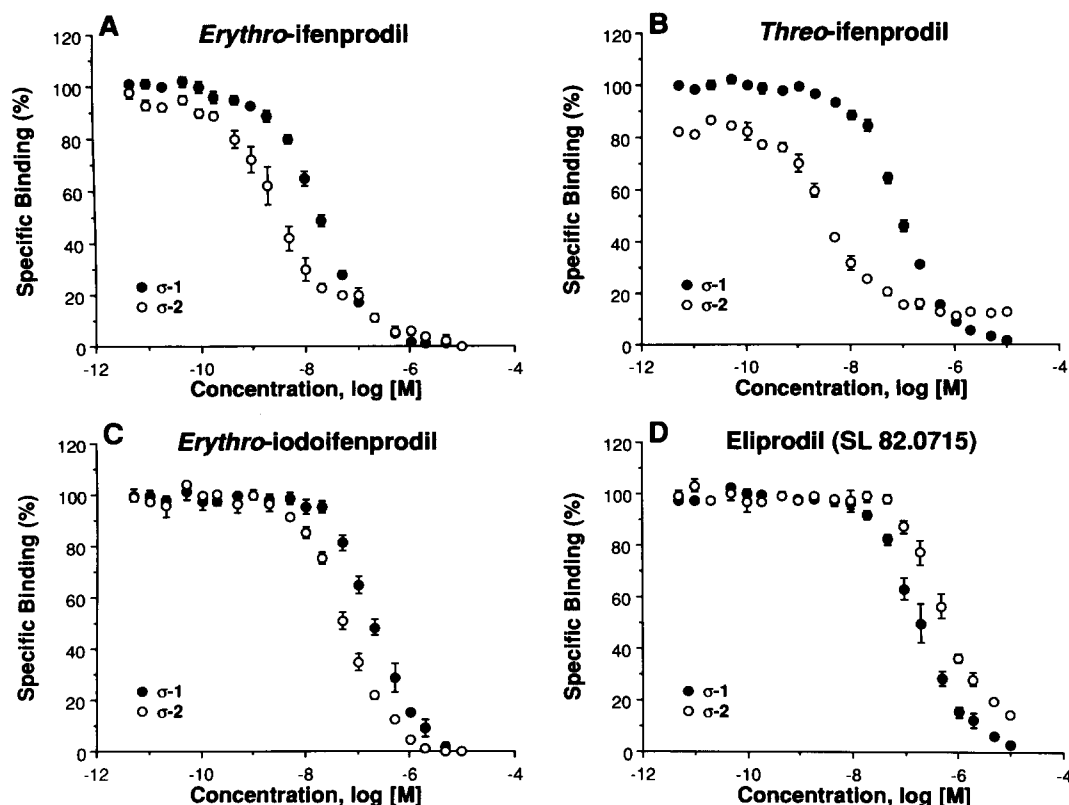 A
Erythro-ifenprodil
120
100
80
60
40
20
0
Specific Binding (%)
σ-1
σ-2
-12
-10
-8
-6
-4
Concentration, log [M]
B
Threo-ifenprodil
120
100
80
60
40
20
0
Specific Binding (%)
σ-1
σ-2
-12
-10
-8
-6
-4
Concentration, log [M]
C
Erythro-iodoifenprodil
120
100
80
60
40
20
0
Specific Binding (%)
σ-1
σ-2
-12
-10
-8
-6
-4
Concentration, log [M]
D
Eliprodil (SL 82.0715)
120
100
80
60
40
20
0
Specific Binding (%)
σ-1
σ-2
-12
-10
-8
-6
-4
Concentration, log [M]